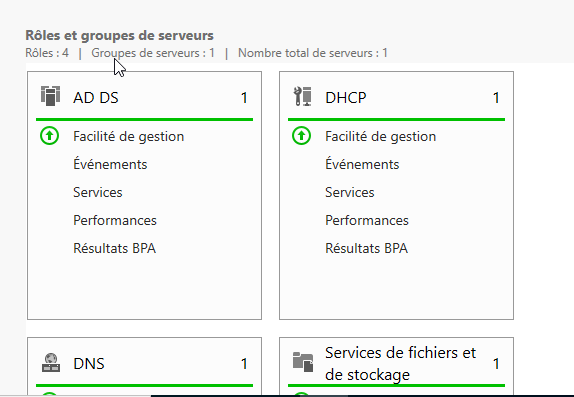 Rôles et groupes de serveurs
Rôles : 4 | Groupes de serveurs : 1 | Nombre total de serveurs : 1
AD DS 1
Facilité de gestion
Événements
Services
Performances
Résultats BPA
DHCP 1
Facilité de gestion
Événements
Services
Performances
Résultats BPA
DNS 1
Services de fichiers et
de stockage 1